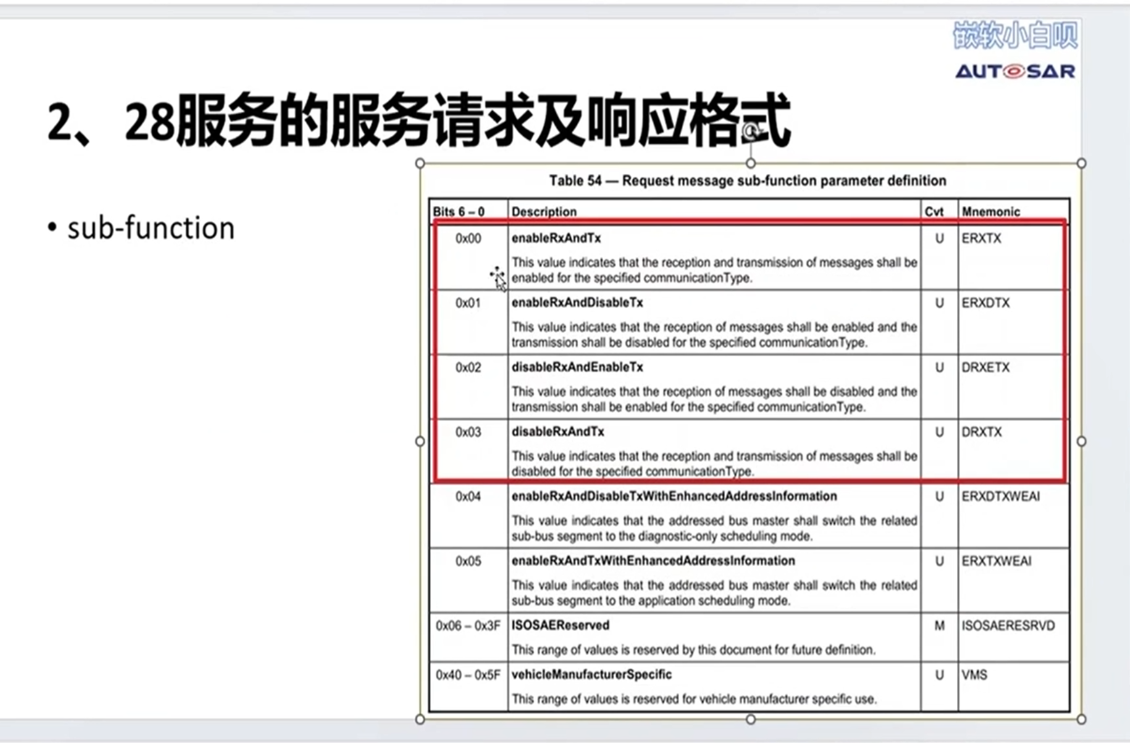 嵌软小白呗
AUTOSAR
2、28服务的服务请求及响应格式
• sub-function
Table 54 — Request message sub-function parameter definition
Bits 6 – 0 Description Cvt Mnemonic
0x00 enableRxAndTx U ERXTX
This value indicates that the reception and transmission of messages shall be
enabled for the specified communicationType.
0x01 enableRxAndDisableTx U ERXDTX
This value indicates that the reception of messages shall be enabled and the
transmission shall be disabled for the specified communicationType.
0x02 disableRxAndEnableTx U DRXETX
This value indicates that the reception of messages shall be disabled and the
transmission shall be enabled for the specified communicationType.
0x03 disableRxAndTx U DRXTX
This value indicates that the reception and transmission of messages shall be
disabled for the specified communicationType.
0x04 enableRxAndDisableTxWithEnhancedAddressInformation U ERXDTXWEAI
This value indicates that the addressed bus master shall switch the related
sub-bus segment to the diagnostic-only scheduling mode.
0x05 enableRxAndTxWithEnhancedAddressInformation U ERXTXWEAI
This value indicates that the addressed bus master shall switch the related
sub-bus segment to the application scheduling mode.
0x06 – 0x3F ISOSAEReserved M ISOSAERESRVD
This range of values is reserved by this document for future definition.
0x40 – 0x5F vehicleManufacturerSpecific U VMS
This range of values is reserved for vehicle manufacturer specific use.